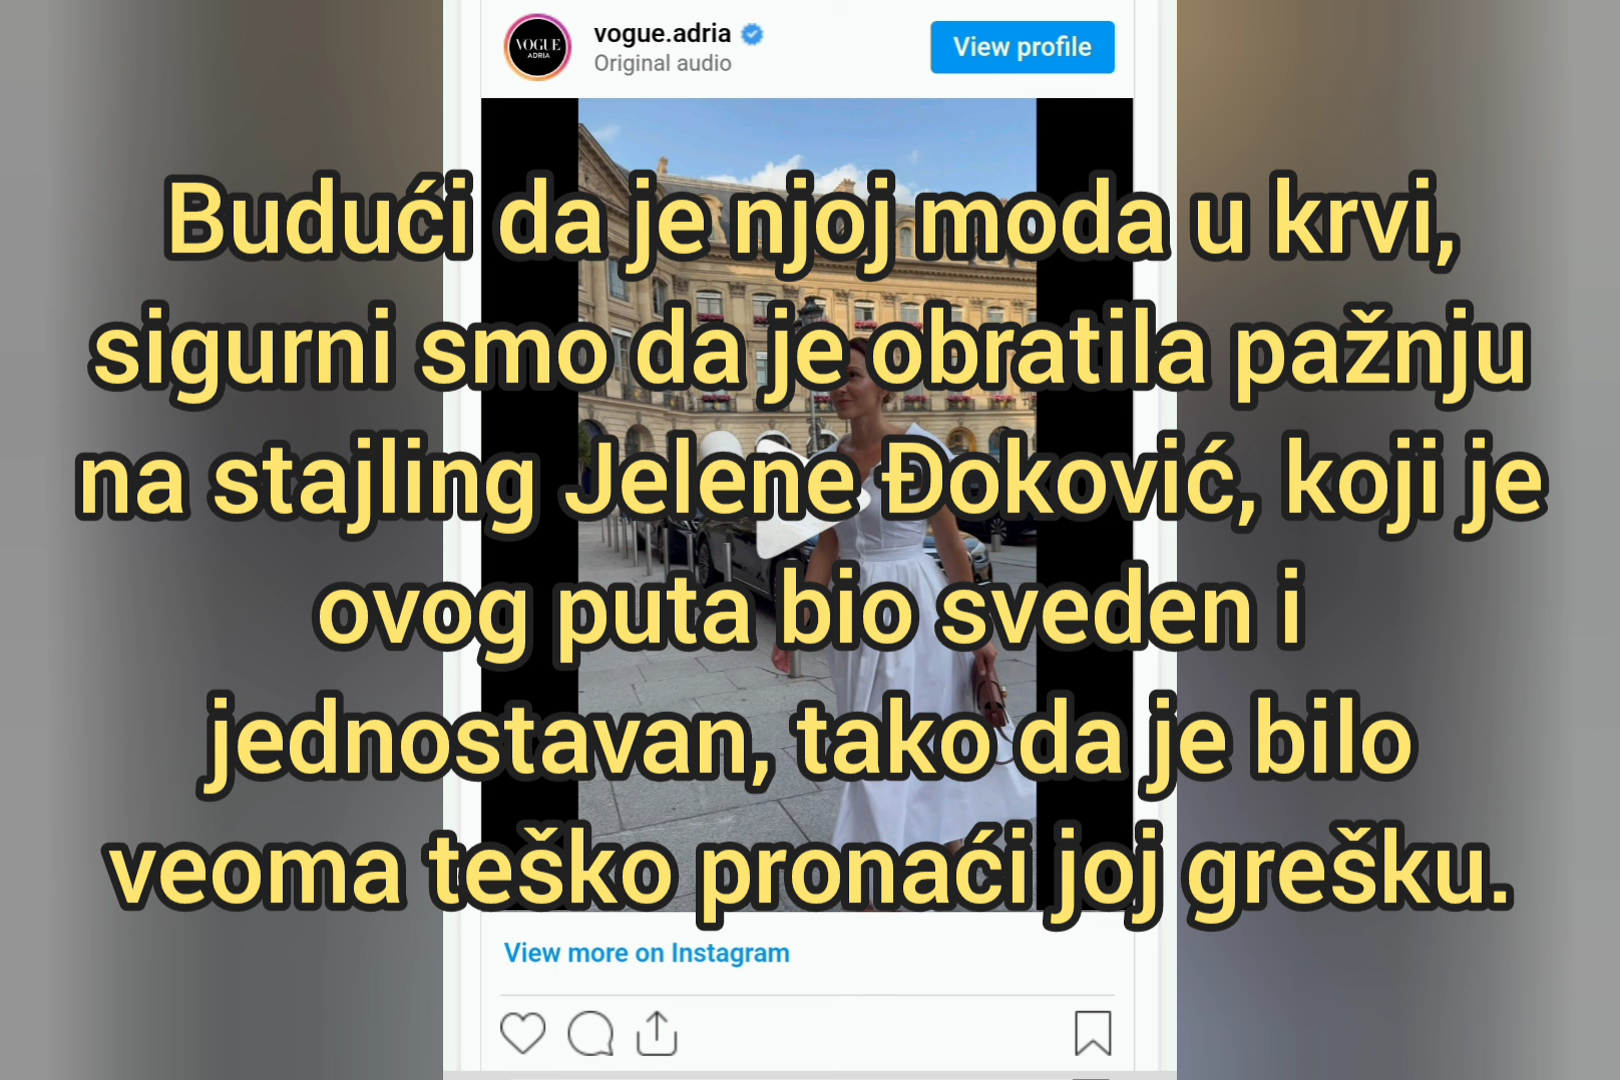 VOGUE
ADRIA
vogue.adria
Original audio
View profile
Budući da je njoj moda u krvi,
sigurni smo da je obratila pažnju
na stajling Jelene Đoković, koji je
ovog puta bio sveden i
jednostavan, tako da je bilo
veoma teško pronaći joj grešku.
View more on Instagram